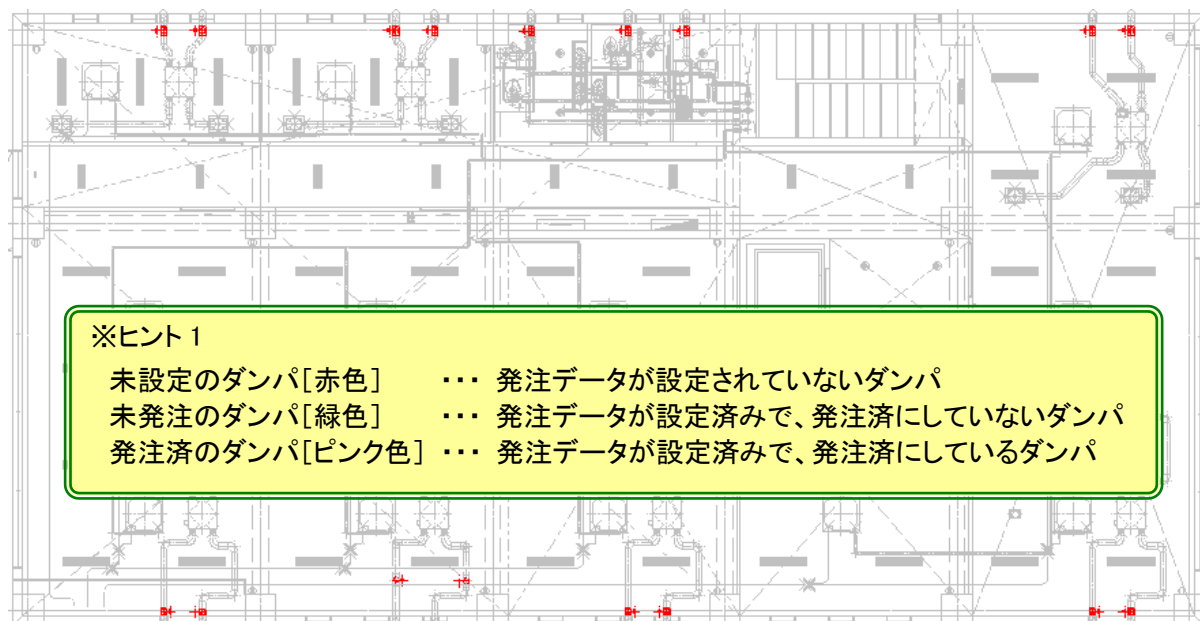 ※ヒント1
未設定のダンパ[赤色] ・・・ 発注データが設定されていないダンパ
未発注のダンパ[緑色] ・・・ 発注データが設定済みで、発注済にしていないダンパ
発注済のダンパ[ピンク色] ・・・ 発注データが設定済みで、発注済にしているダンパ